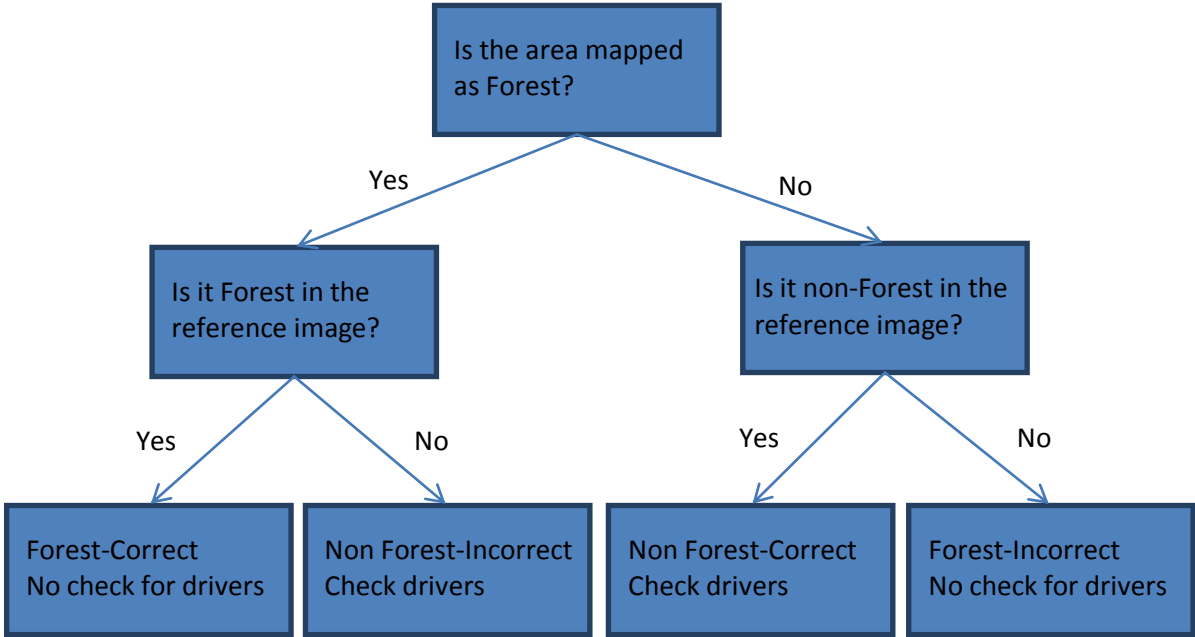 Is the area mapped
as Forest?
Yes
No
Is it Forest in the
reference image?
Is it non-Forest in the
reference image?
Yes
No
Yes
No
Forest-Correct
No check for drivers
Non Forest-Incorrect
Check drivers
Non Forest-Correct
Check drivers
Forest-Incorrect
No check for drivers